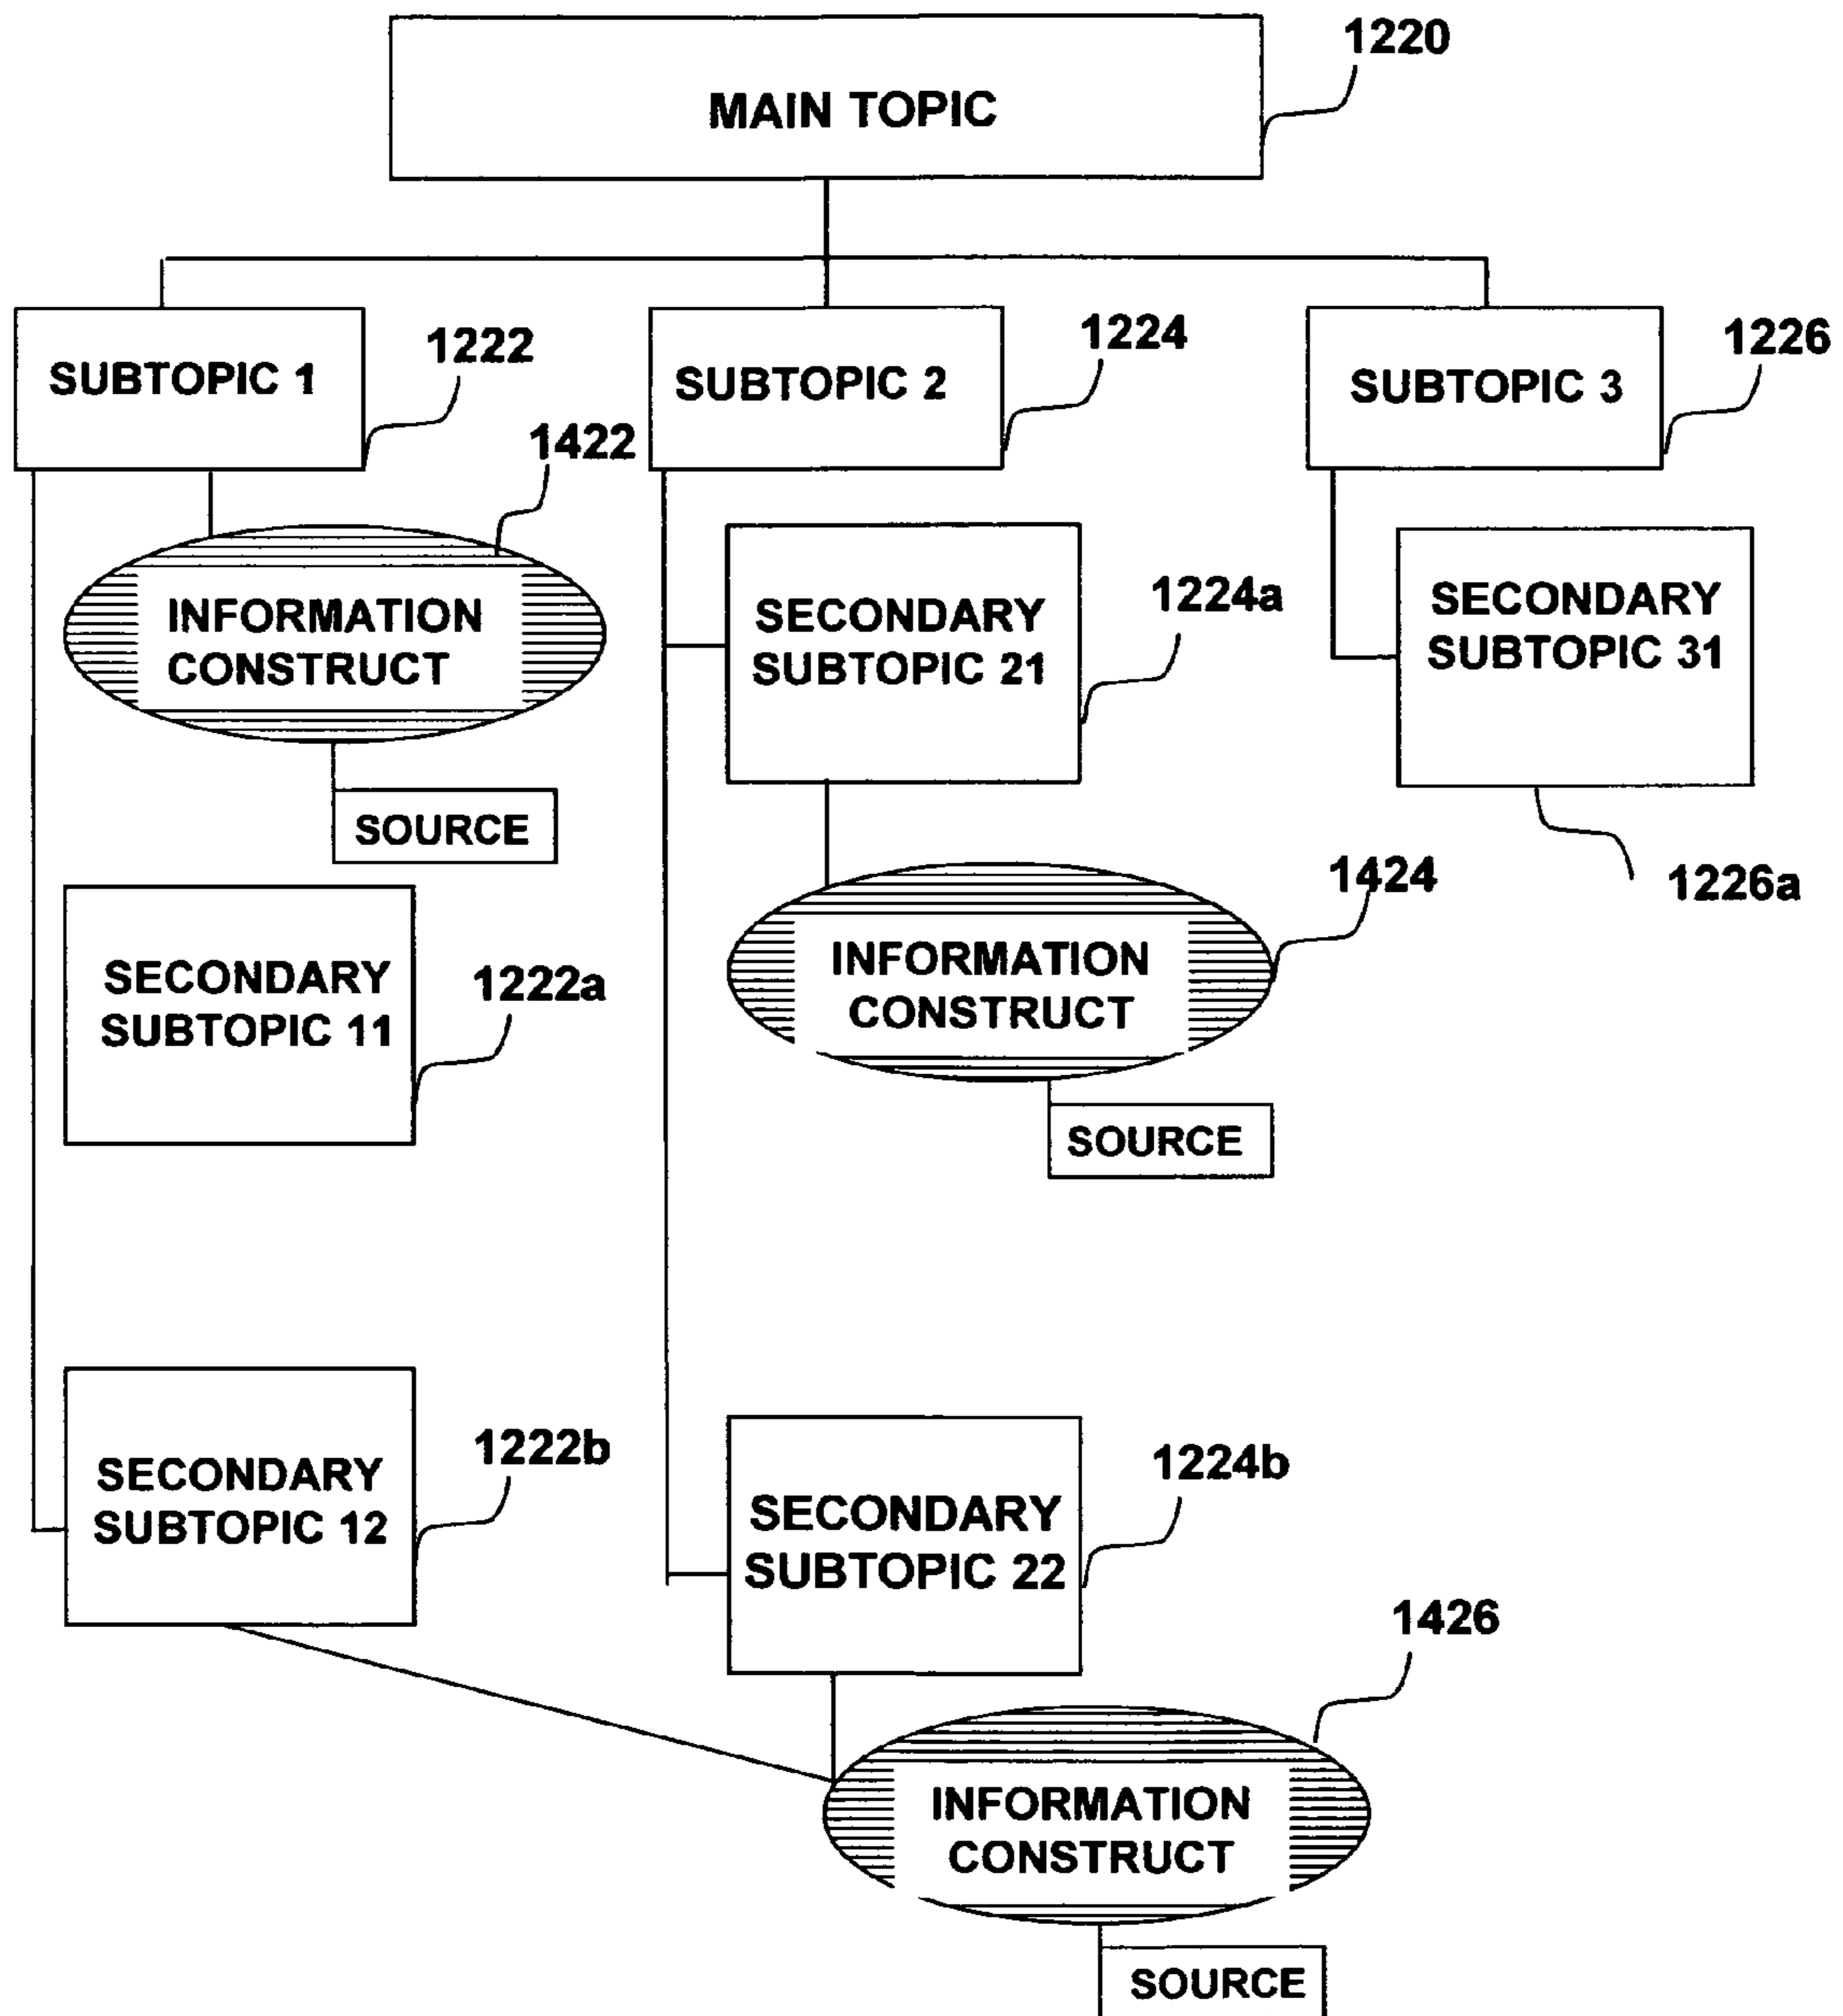 1220
MAIN TOPIC
SUBTOPIC 1
1222
SUBTOPIC 2
1224
SUBTOPIC 3
1226
1422
INFORMATION
CONSTRUCT
SOURCE
SECONDARY
SUBTOPIC 21
1224a
SECONDARY
SUBTOPIC 31
1226a
INFORMATION
CONSTRUCT
1424
SOURCE
SECONDARY
SUBTOPIC 11
1222a
SECONDARY
SUBTOPIC 12
1222b
SECONDARY
SUBTOPIC 22
1224b
1426
INFORMATION
CONSTRUCT
SOURCE